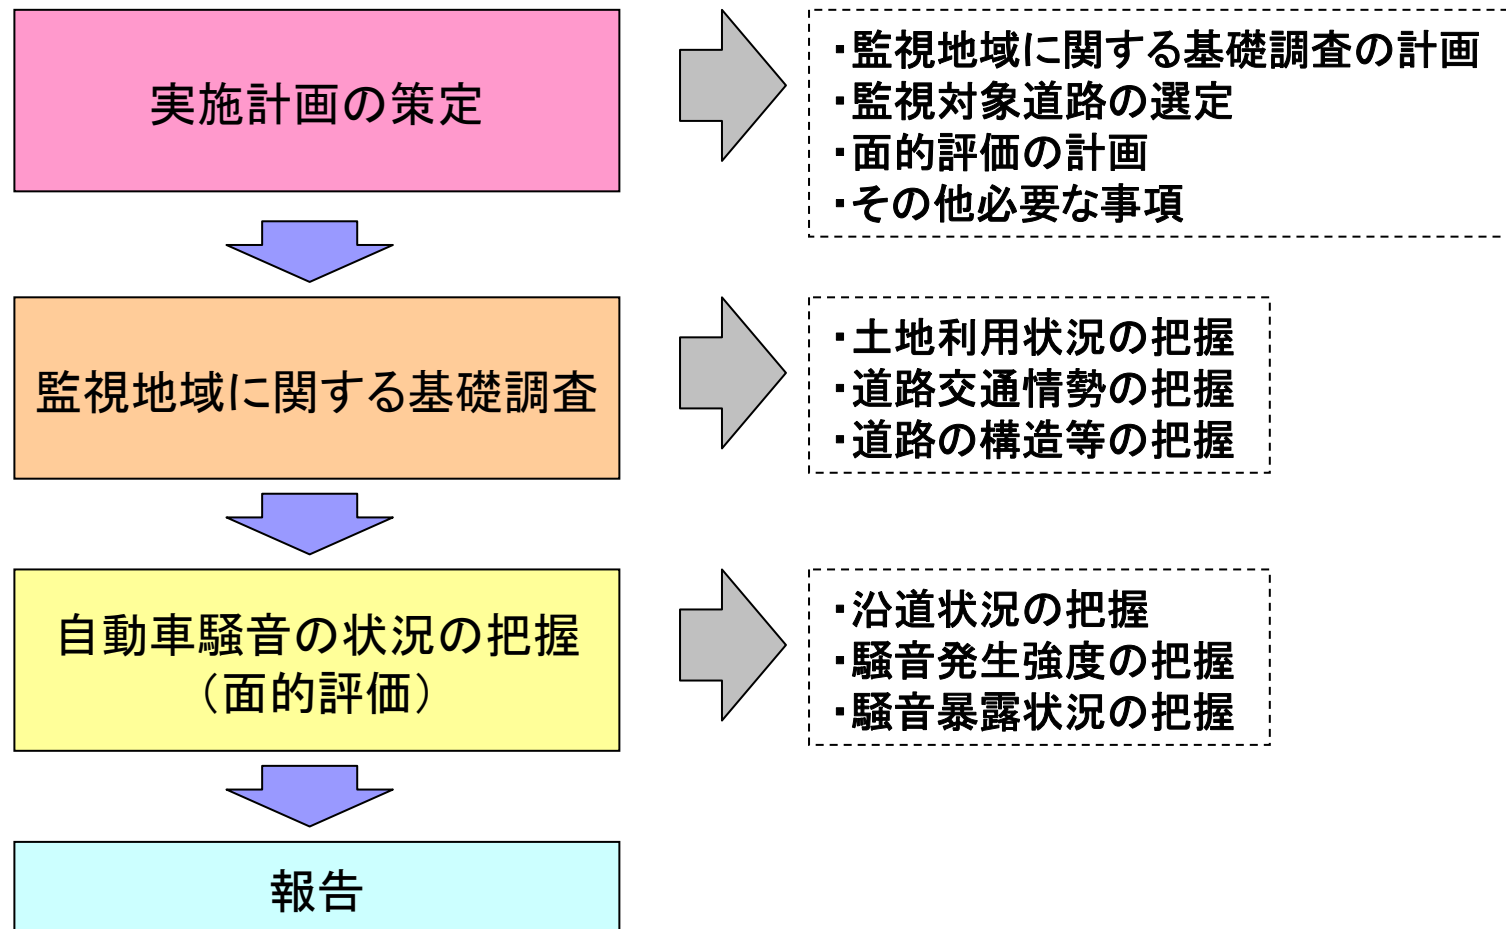 実施計画の策定
・監視地域に関する基礎調査の計画
・監視対象道路の選定
・面的評価の計画
・その他必要な事項
監視地域に関する基礎調査
・土地利用状況の把握
・道路交通情勢の把握
・道路の構造等の把握
自動車騒音の状況の把握
（面的評価）
・沿道状況の把握
・騒音発生強度の把握
・騒音暴露状況の把握
報告